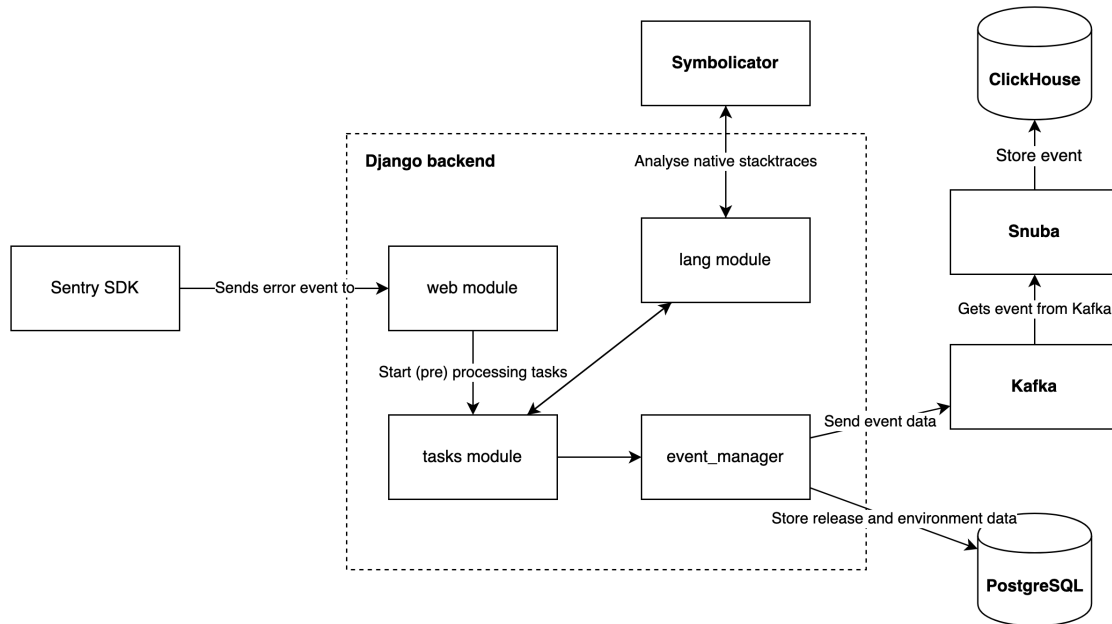 Symbolicator
ClickHouse
Django backend
Analyse native stacktraces
Store event
Sentry SDK
Sends error event to
web module
lang module
Snuba
Gets event from Kafka
Start (pre) processing tasks
Kafka
tasks module
event_manager
Send event data
Store release and environment data
PostgreSQL